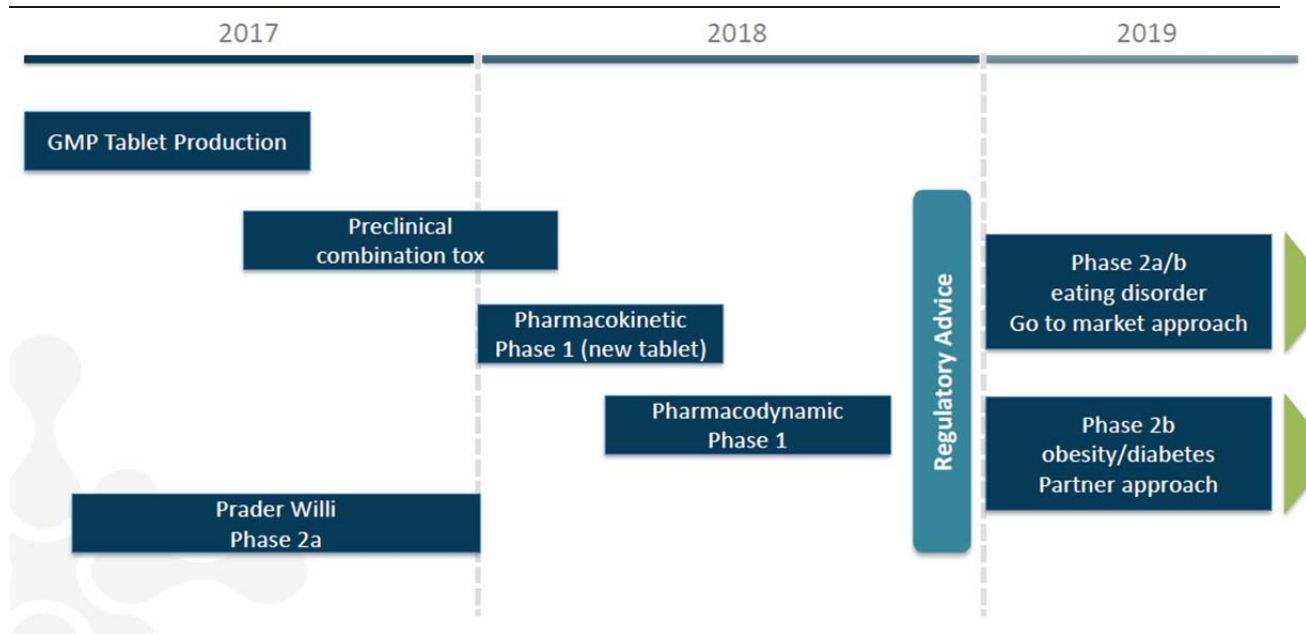 2017
2018
2019
GMP Tablet Production
Preclinical
combination tox
Pharmacokinetic
Phase 1 (new tablet)
Pharmacodynamic
Phase 1
Prader Willi
Phase 2a
Regulatory Advice
Phase 2a/b
eating disorder
Go to market approach
Phase 2b
obesity/diabetes
Partner approach